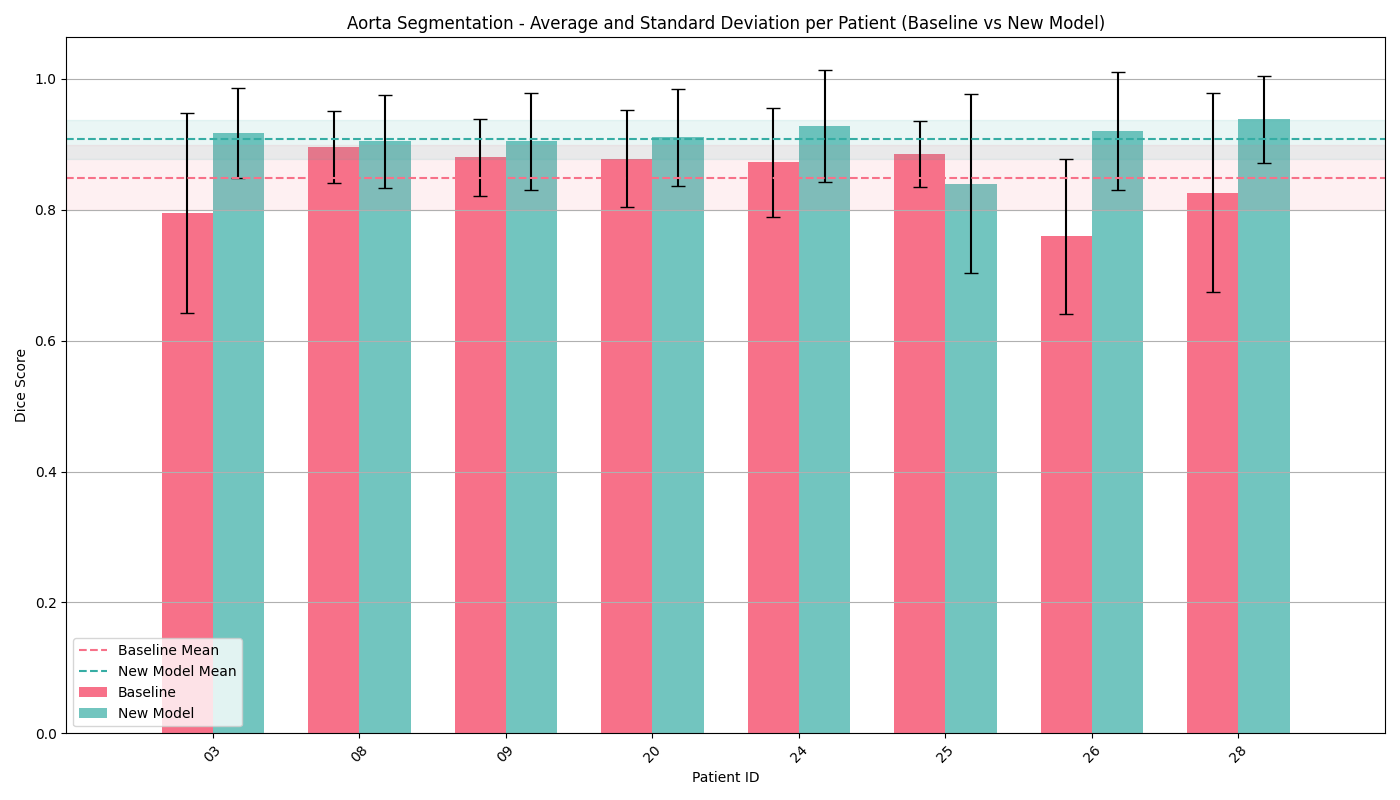 Aorta Segmentation - Average and Standard Deviation per Patient (Baseline vs New Model)
Dice Score
1.0
0.8
0.6
0.4
0.2
0.0
Baseline Mean
New Model Mean
Baseline
New Model
03
08
09
20
24
25
26
28
Patient ID